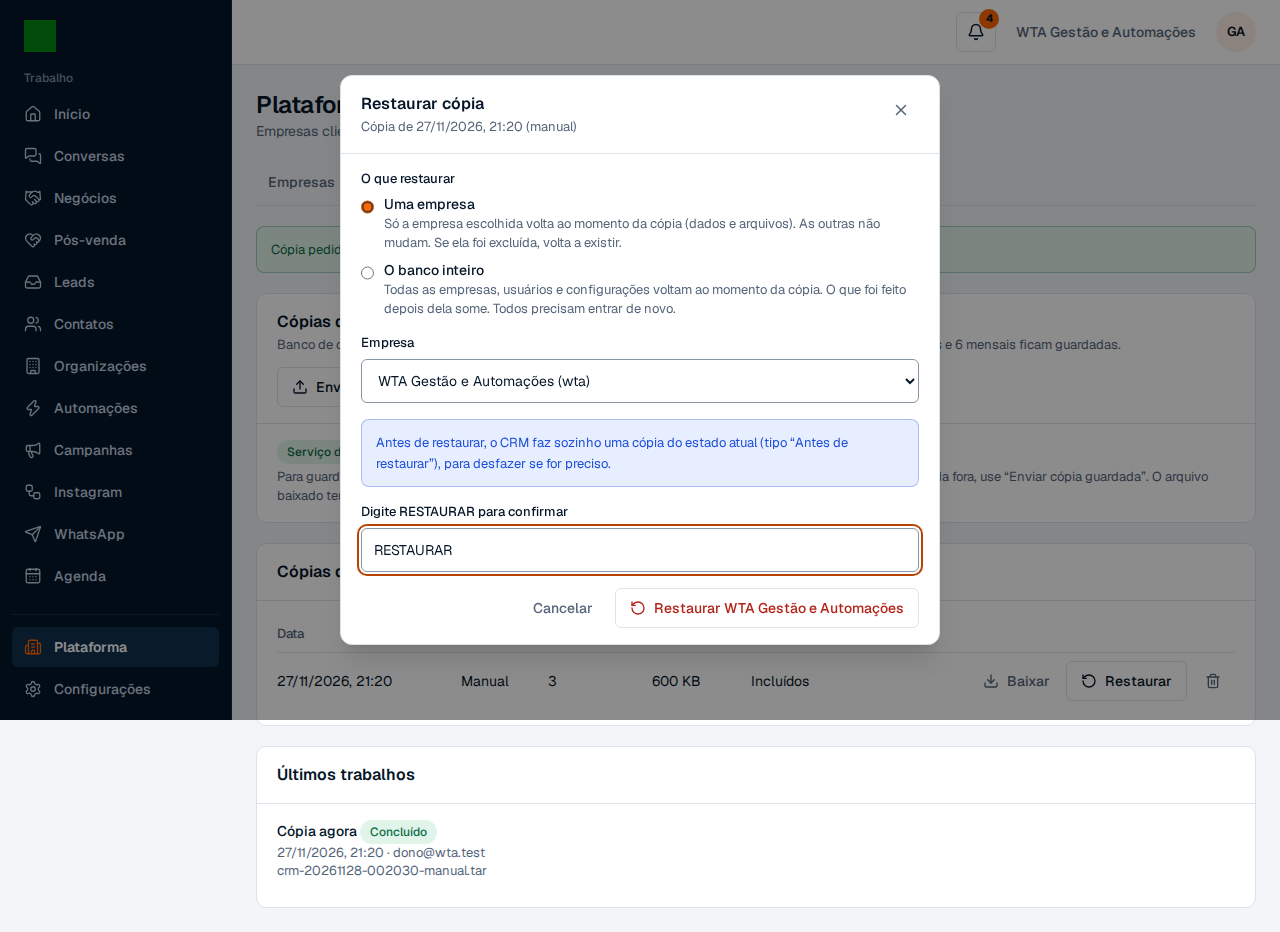 4
WTA Gestão e Automações
GA
Trabalho
Início
Conversas
Negócios
Pós-venda
Leads
Contatos
Organizações
Automações
Campanhas
Instagram
WhatsApp
Agenda
Plataforma
Configurações
Empresas
Restaurar cópia
Cópia de 27/11/2026, 21:20 (manual)
O que restaurar
Uma empresa
Só a empresa escolhida volta ao momento da cópia (dados e arquivos). As outras não
mudam. Se ela foi excluída, volta a existir.
O banco inteiro
Todas as empresas, usuários e configurações voltam ao momento da cópia. O que foi feito
depois dela some. Todos precisam entrar de novo.
Empresa
WTA Gestão e Automações (wta)
Antes de restaurar, o CRM faz sozinho uma cópia do estado atual (tipo “Antes de
restaurar”), para desfazer se for preciso.
Digite RESTAURAR para confirmar
RESTAURAR
Cancelar
Restaurar WTA Gestão e Automações
Cópia
Cópias
Banco de
s e 6 mensais ficam guardadas.
Serviço
Para
fora, use “Enviar cópia guardada”. O arquivo
baixado
Cópias
Data
27/11/2026, 21:20 Manual 3 600 KB Incluídos Baixar Restaurar
Últimos trabalhos
Cópia agora Concluído
27/11/2026, 21:20 · dono@wta.test
crm-20261128-002030-manual.tar